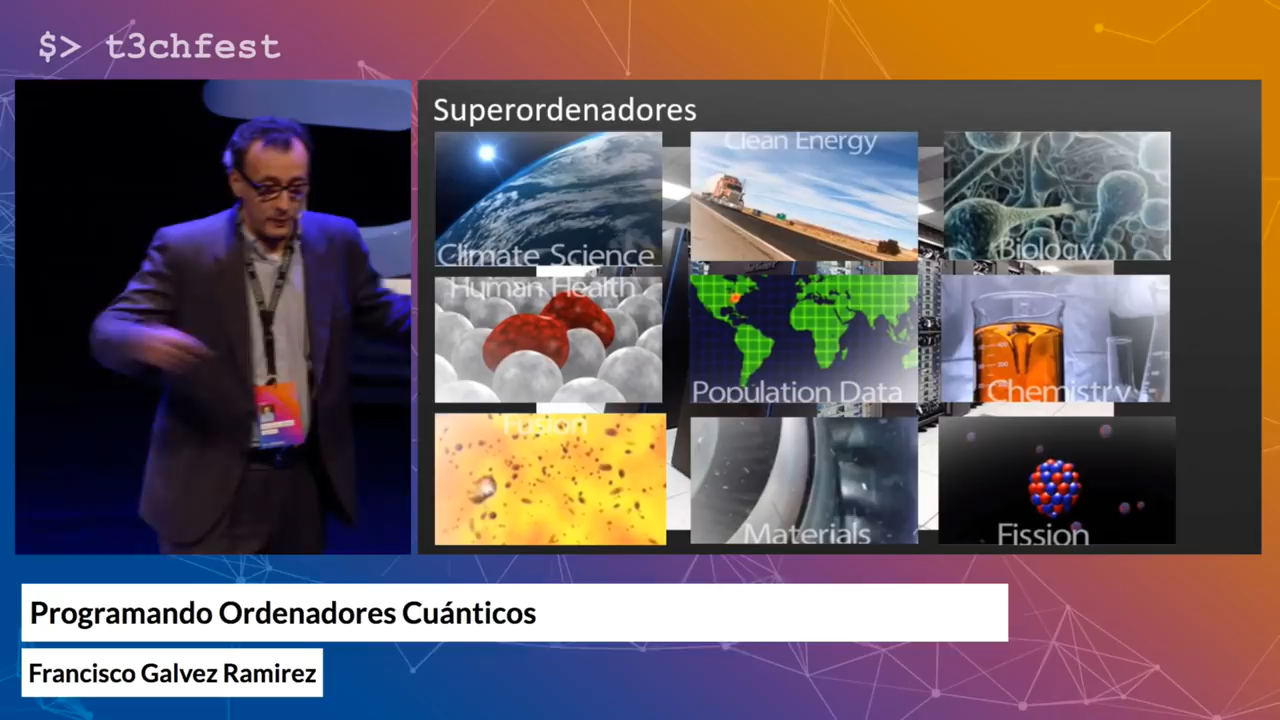 $> t3chfest
Superordenadores
Clean Energy
Climate Science
Biology
Human Health
Population Data
Chemistry
Fusion
Materials
Fission
Programando Ordenadores Cuánticos
Francisco Galvez Ramirez